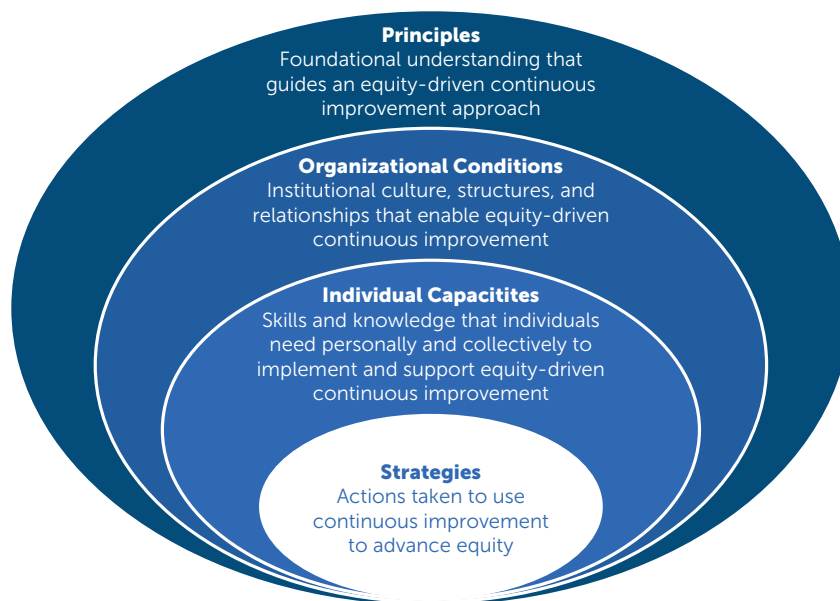 Principles
Foundational understanding that
guides an equity-driven continuous
improvement approach
Organizational Conditions
Institutional culture, structures, and
relationships that enable equity-driven
continuous improvement
Individual Capacitites
Skills and knowledge that individuals
need personally and collectively to
implement and support equity-driven
continuous improvement
Strategies
Actions taken to use
continuous improvement
to advance equity